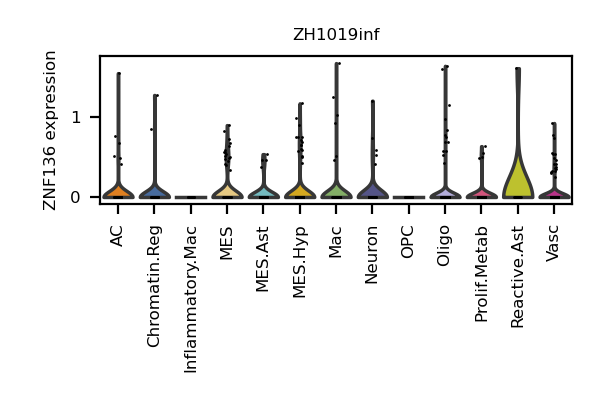 ZH1019inf
ZNF136 expression
1
0
AC
Chromatin.Reg
Inflammatory.Mac
MES
MES.Ast
MES.Hyp
Mac
Neuron
OPC
Oligo
Prolif.Metab
Reactive.Ast
Vasc